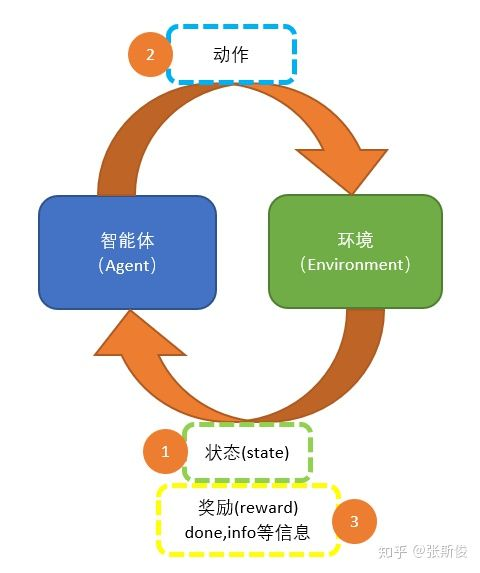 2
动作
智能体
（Agent）
环境
（Environment）
1
状态(state)
奖励(reward)
done,info等信息
3
知乎 @张斯俊